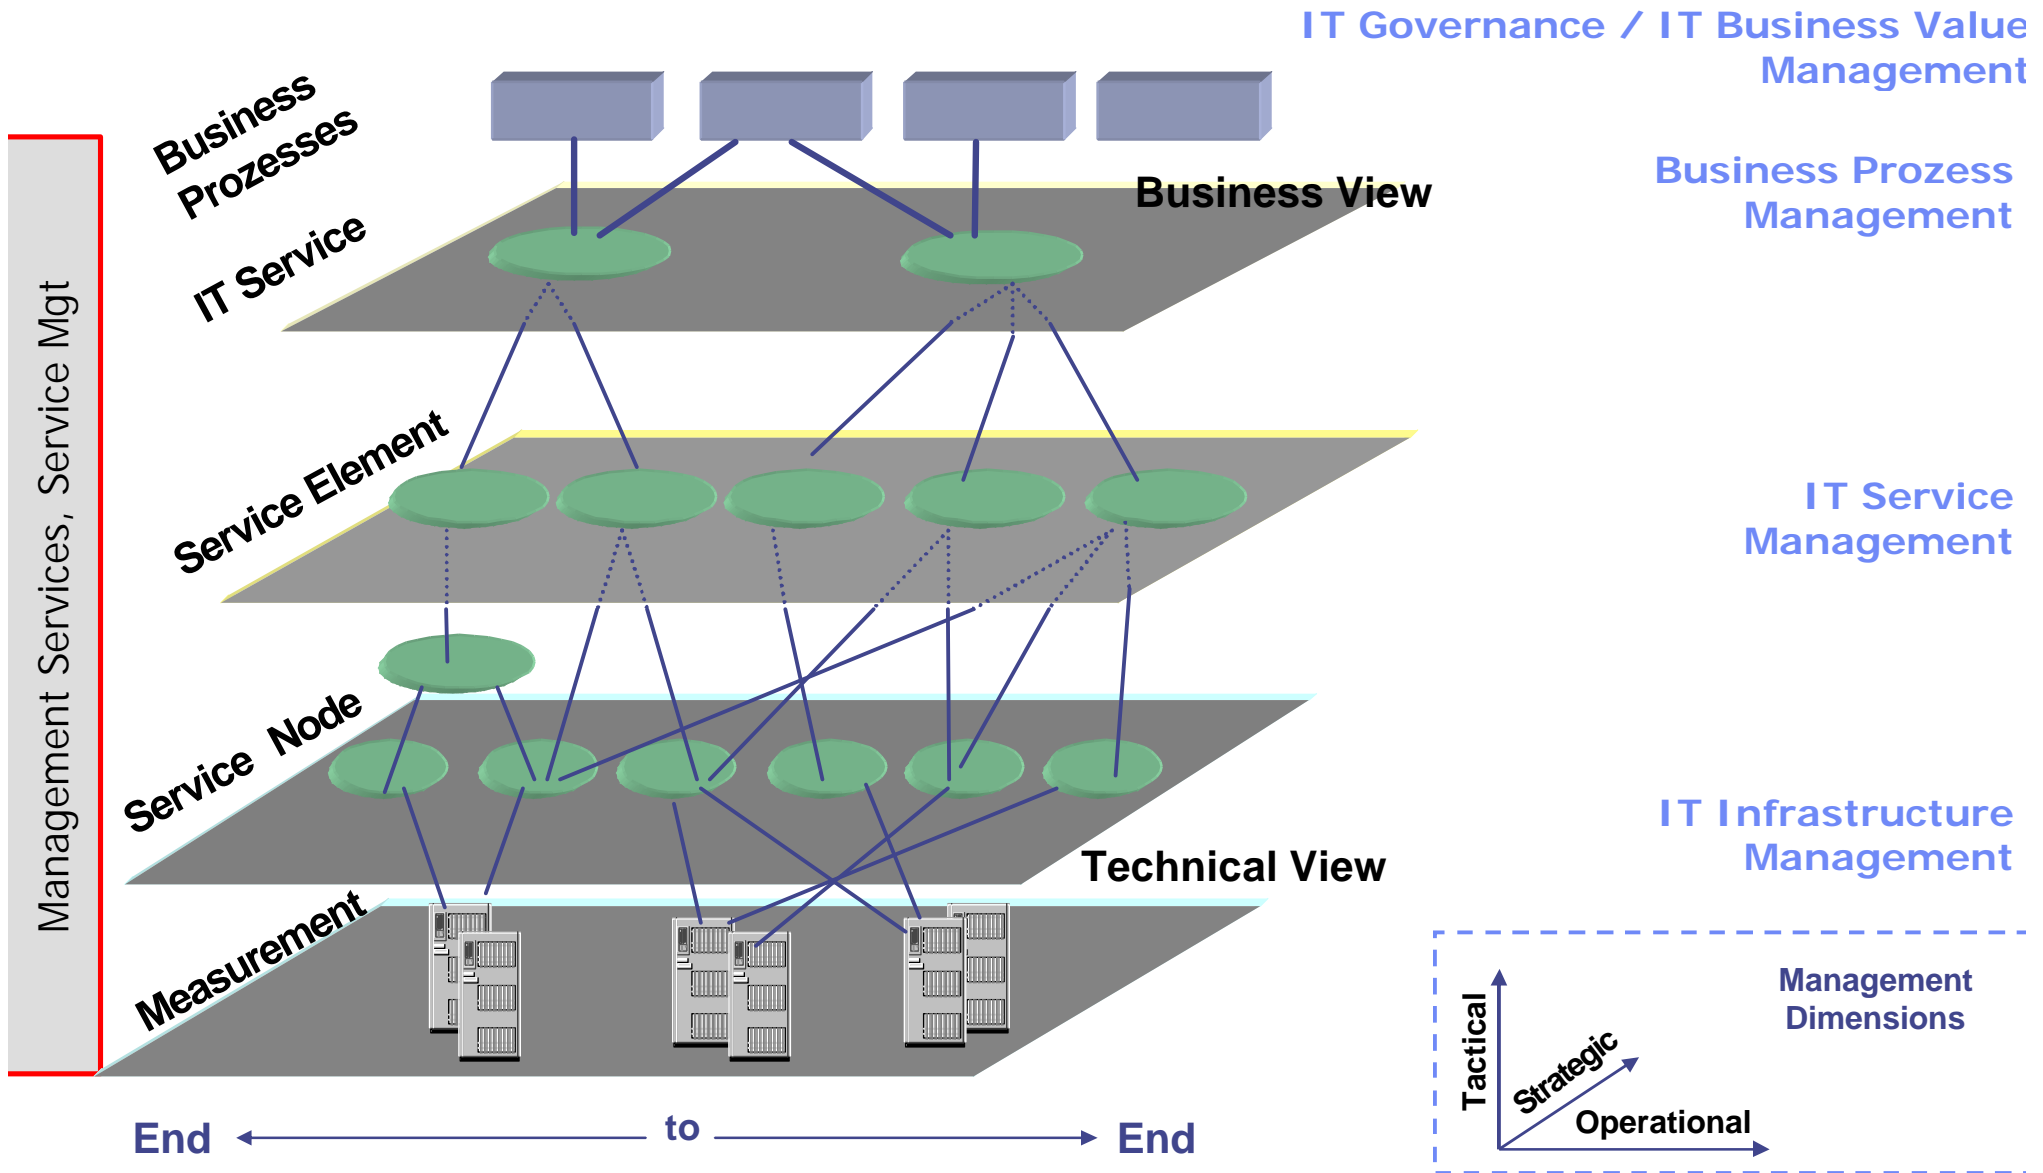 IT Governance / IT Business Value
Management
Business
Prozesses
Business View
Business Prozess
Management
IT Service
Management Services, Service Mgt
Service Element
IT Service
Management
Service Node
Technical View
IT Infrastructure
Management
Measurement
Management
Dimensions
Tactical
Strategic
Operational
End
to
End